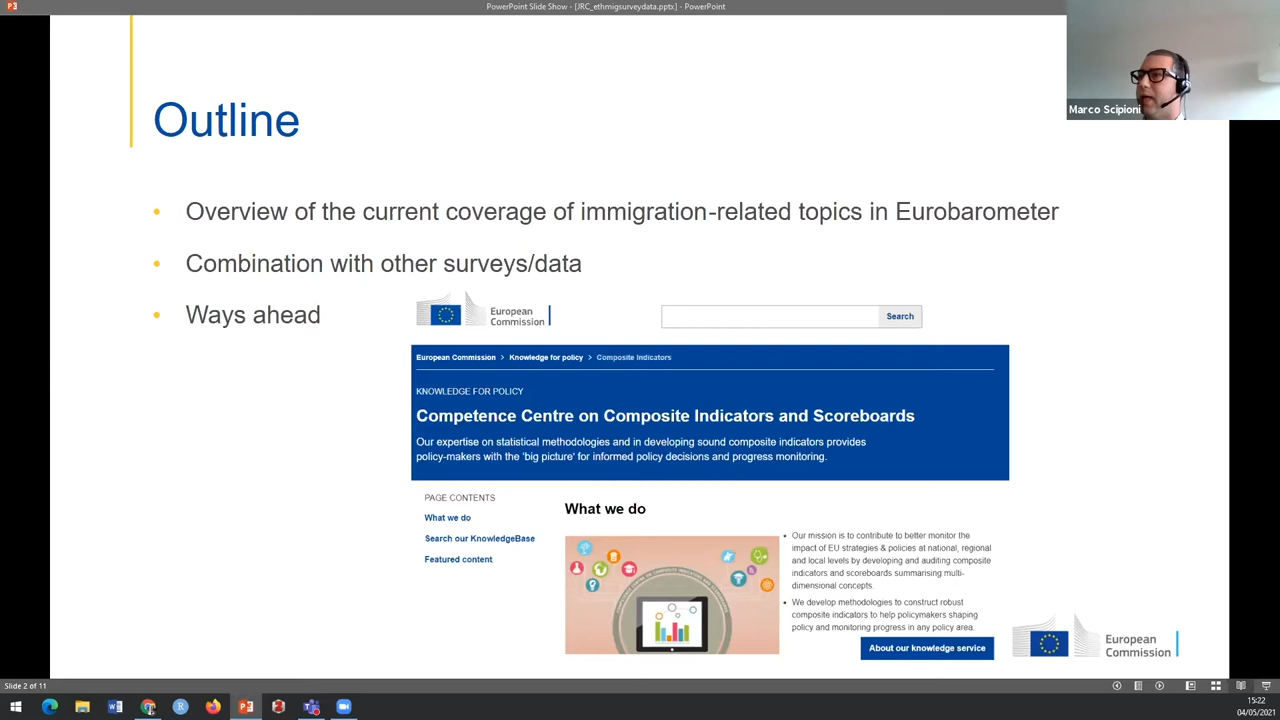 PowerPoint Slide Show - [JRC_ethmigsurveydata.pptx] - PowerPoint
Marco Scipioni
Outline
• Overview of the current coverage of immigration-related topics in Eurobarometer
• Combination with other surveys/data
• Ways ahead
European
Commission
Search
European Commission > Knowledge for policy > Composite Indicators
KNOWLEDGE FOR POLICY
Competence Centre on Composite Indicators and Scoreboards
Our expertise on statistical methodologies and in developing sound composite indicators provides
policy-makers with the 'big picture' for informed policy decisions and progress monitoring.
PAGE CONTENTS
What we do
Search our KnowledgeBase
Featured content
What we do
• Our mission is to contribute to better monitor the
impact of EU strategies & policies at national, regional
and local levels by developing and auditing composite
indicators and scoreboards summarising multi-
dimensional concepts.
• We develop methodologies to construct robust
composite indicators to help policymakers shaping
policy and monitoring progress in any policy area.
About our knowledge service
European
Commission
Slide 2 of 11
15:22
04/05/2021